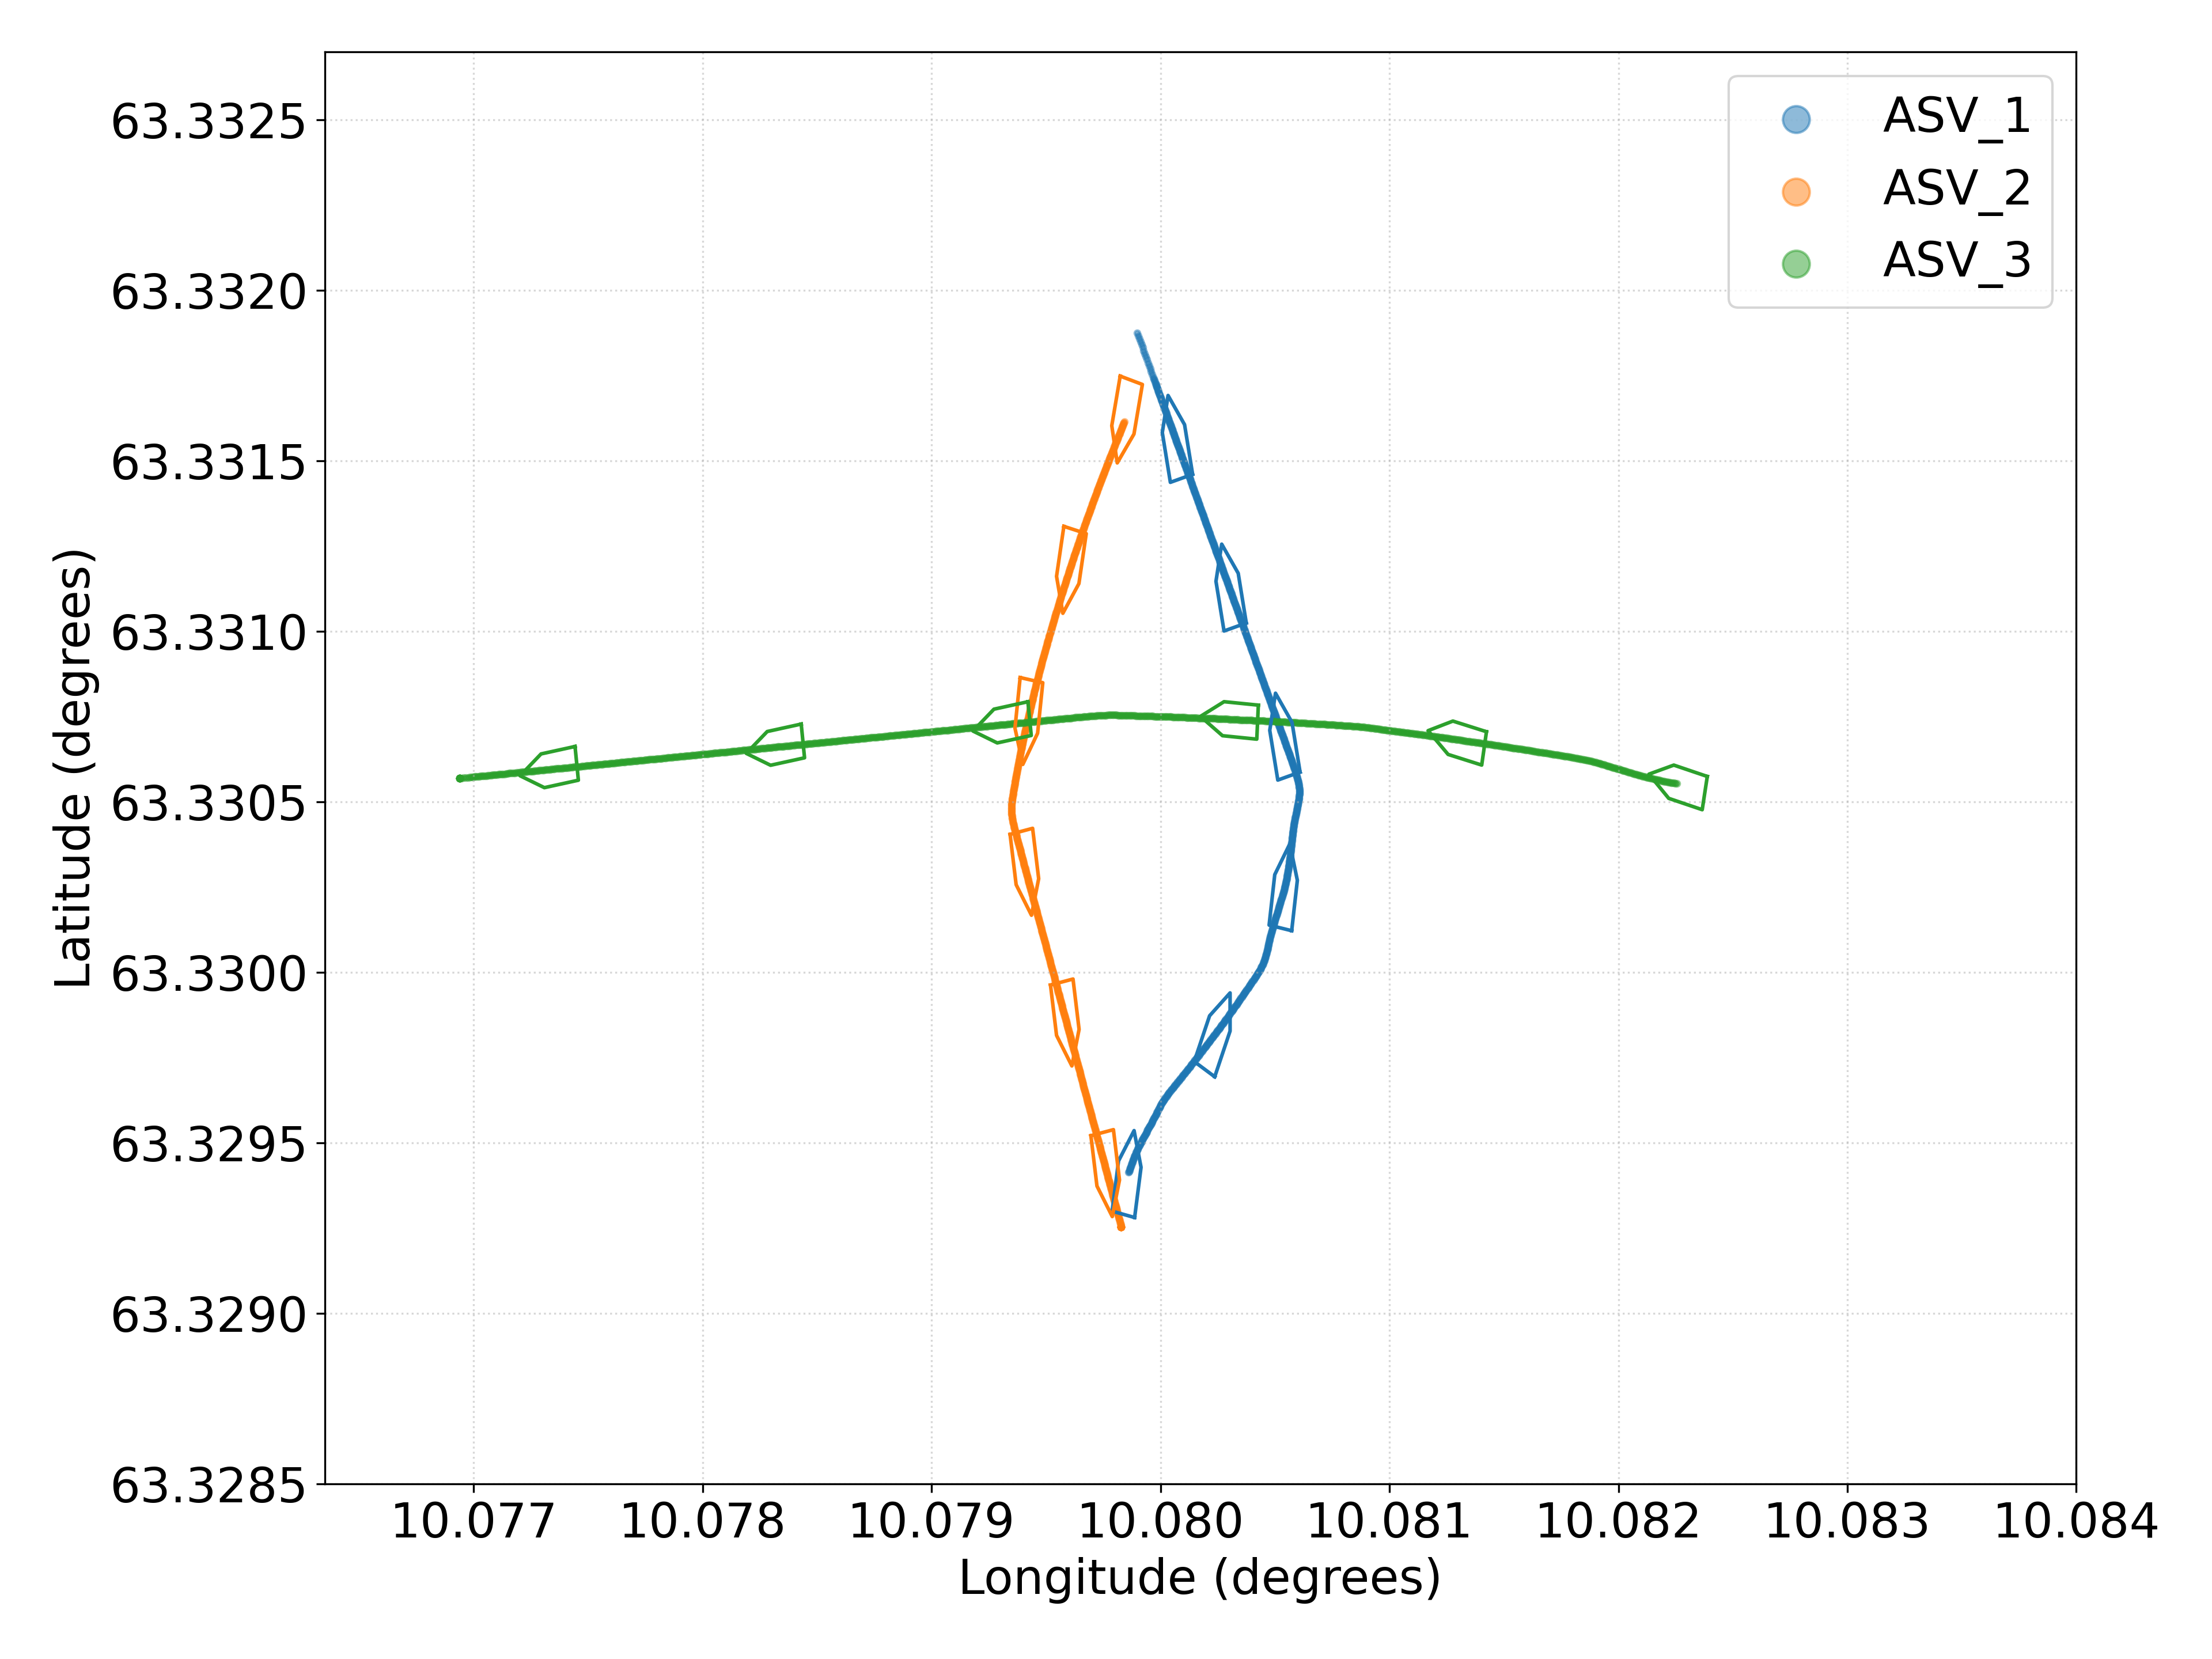 ASV_1
ASV_2
ASV_3
63.3325
63.3320
63.3315
63.3310
63.3305
63.3300
63.3295
63.3290
63.3285
Latitude (degrees)
10.077 10.078 10.079 10.080 10.081 10.082 10.083 10.084
Longitude (degrees)